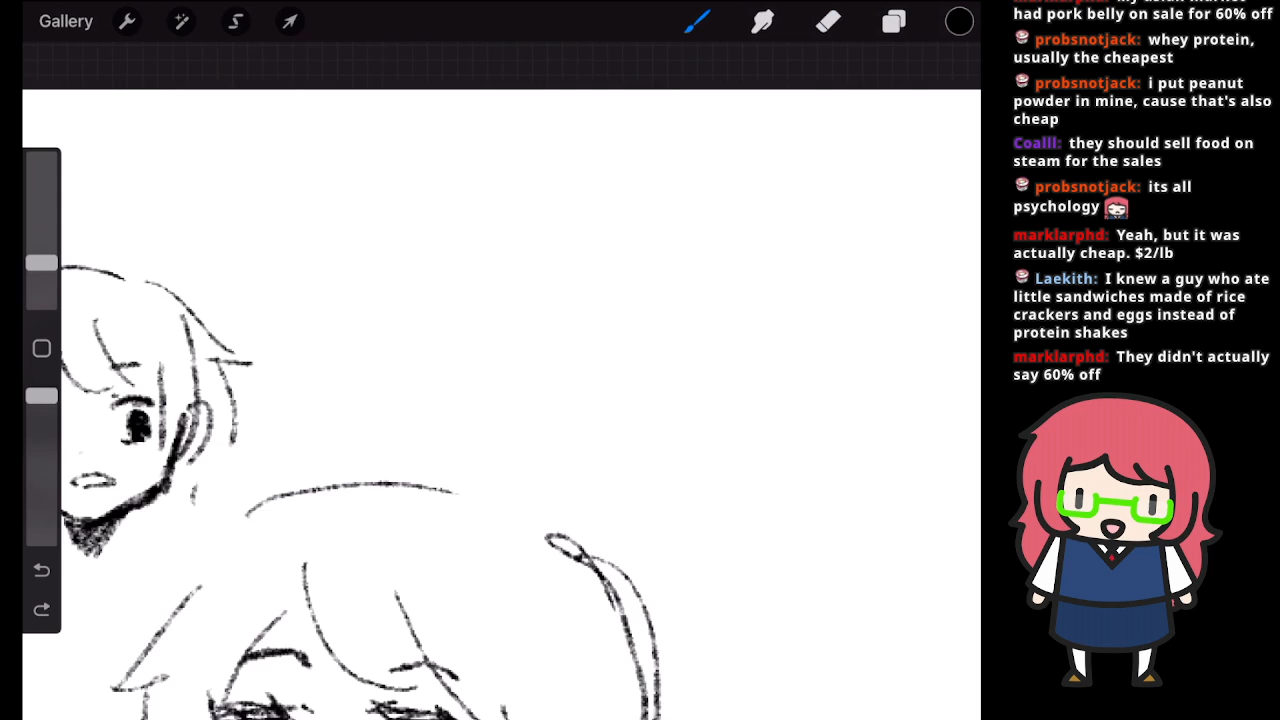 Gallery
had pork belly on sale for 60% off
probsnotjack: whey protein,
usually the cheapest
probsnotjack: i put peanut
powder in mine, cause that's also
cheap
Coalll: they should sell food on
steam for the sales
probsnotjack: its all
psychology
marklarphd: Yeah, but it was
actually cheap. $2/lb
Laekith: I knew a guy who ate
little sandwiches made of rice
crackers and eggs instead of
protein shakes
marklarphd: They didn't actually
say 60% off